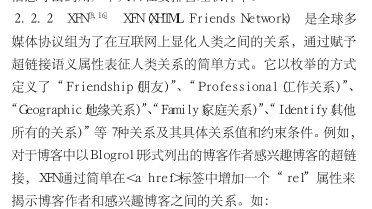 2. 2. 2 XFN[9, 16] XFN (XHTML Friends Network) 是全球多
媒体协议组为了在互联网上显化人类之间的关系，通过赋予
超链接语义属性表征人类关系的简单方式。它以枚举的方式
定义了“Friendship(朋友)”、“Professional (工作关系)”、
“Geographic(地缘关系)”、“Family(家庭关系)”、“Identify(其他
所有的关系)”等 7种关系及其具体关系值和约束条件。例如，
对于博客中以 Blogroll形式列出的博客作者感兴趣博客的超链
接，XFN通过简单在<a href>标签中增加一个“rel”属性来
揭示博客作者和感兴趣博客之间的关系。如：